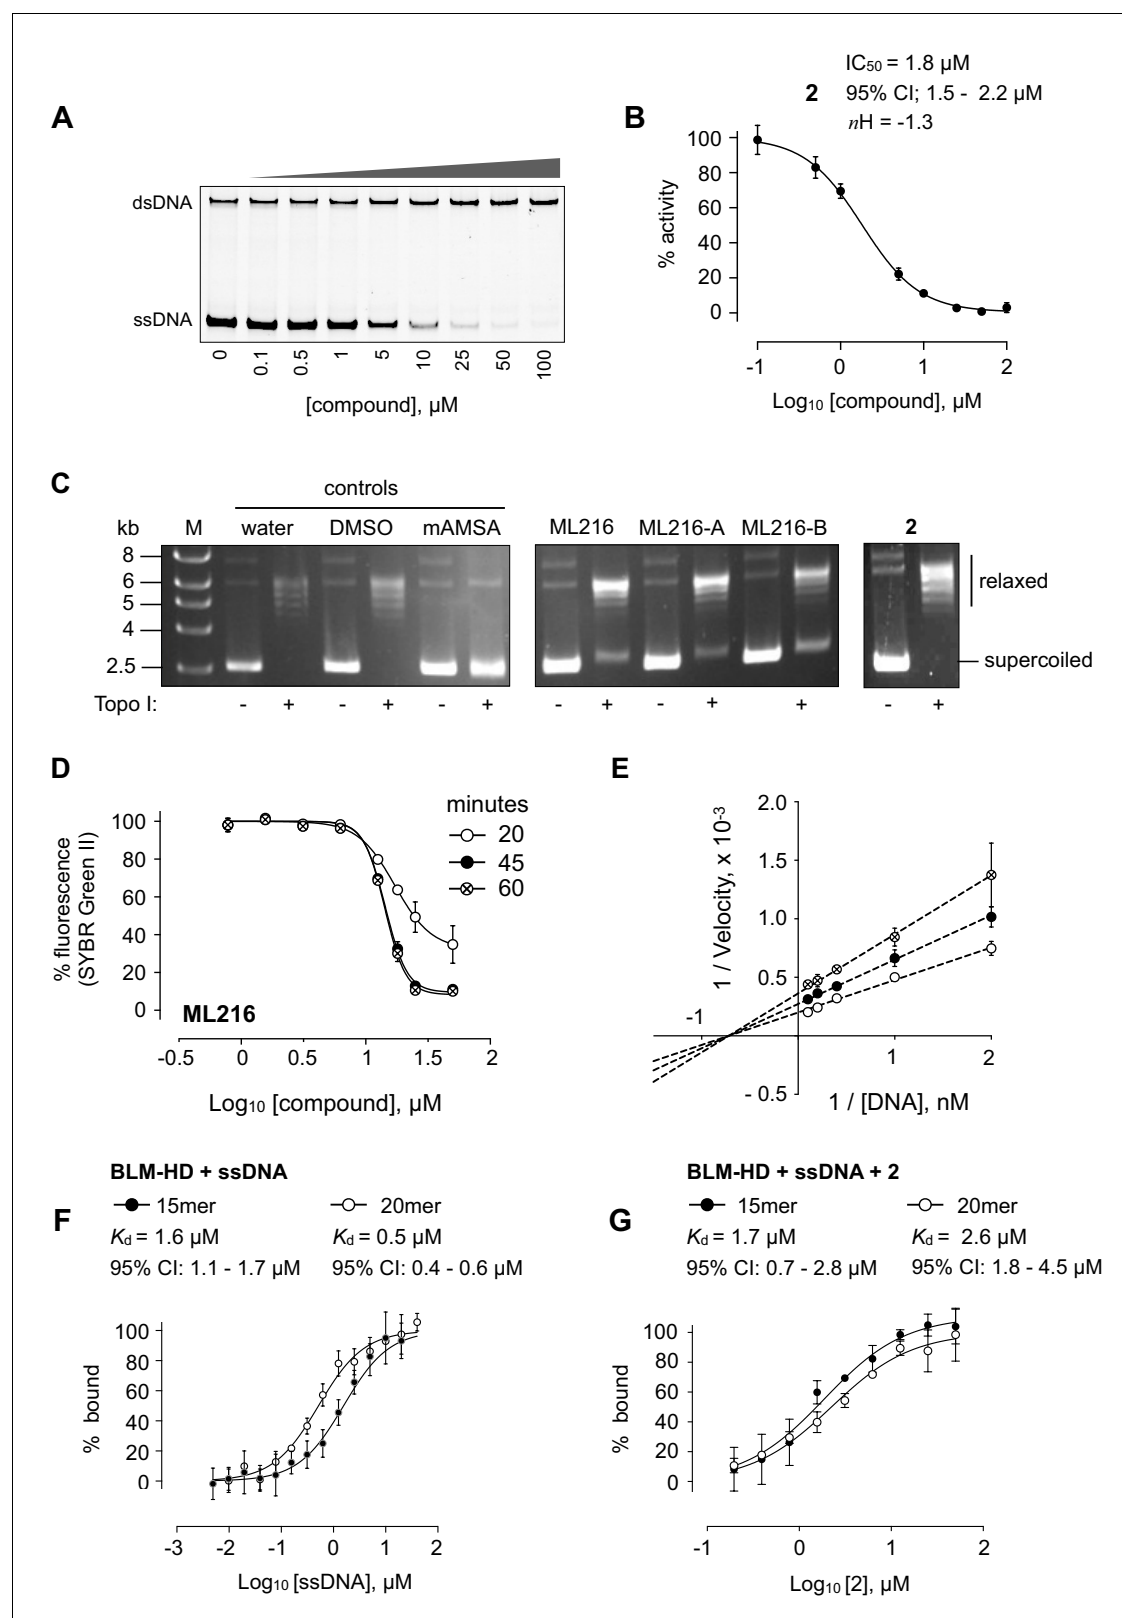 A
dsDNA
ssDNA
0 0.1 0.5 1 5 10 25 50 100
[compound], µM
B
2
IC50 = 1.8 µM
95% CI; 1.5 - 2.2 µM
nH = -1.3
% activity
100
80
60
40
20
0
-1 0 1 2
Log10 [compound], µM
C
controls
kb M water DMSO mAMSA ML216 ML216-A ML216-B 2
8
6
5
4
2.5
relaxed
supercoiled
Topo I: - + - + - + - + - + - + - +
D
% fluorescence
(SYBR Green II)
100
80
60
40
20
0
minutes
20
45
60
ML216
-0.5 0 0.5 1 1.5 2
Log10 [compound], µM
E
1 / Velocity, x 10-3
2.0
1.5
1.0
0.5
- 0.5
-1 1 2
1 / [DNA], nM
F
BLM-HD + ssDNA
15mer 20mer
Kd = 1.6 µM Kd = 0.5 µM
95% CI: 1.1 - 1.7 µM 95% CI: 0.4 - 0.6 µM
% bound
100
80
60
40
20
0
-3 -2 -1 0 1 2
Log10 [ssDNA], µM
G
BLM-HD + ssDNA + 2
15mer 20mer
Kd = 1.7 µM Kd = 2.6 µM
95% CI: 0.7 - 2.8 µM 95% CI: 1.8 - 4.5 µM
% bound
100
80
60
40
20
0
-1 0 1 2
Log10 [2], µM